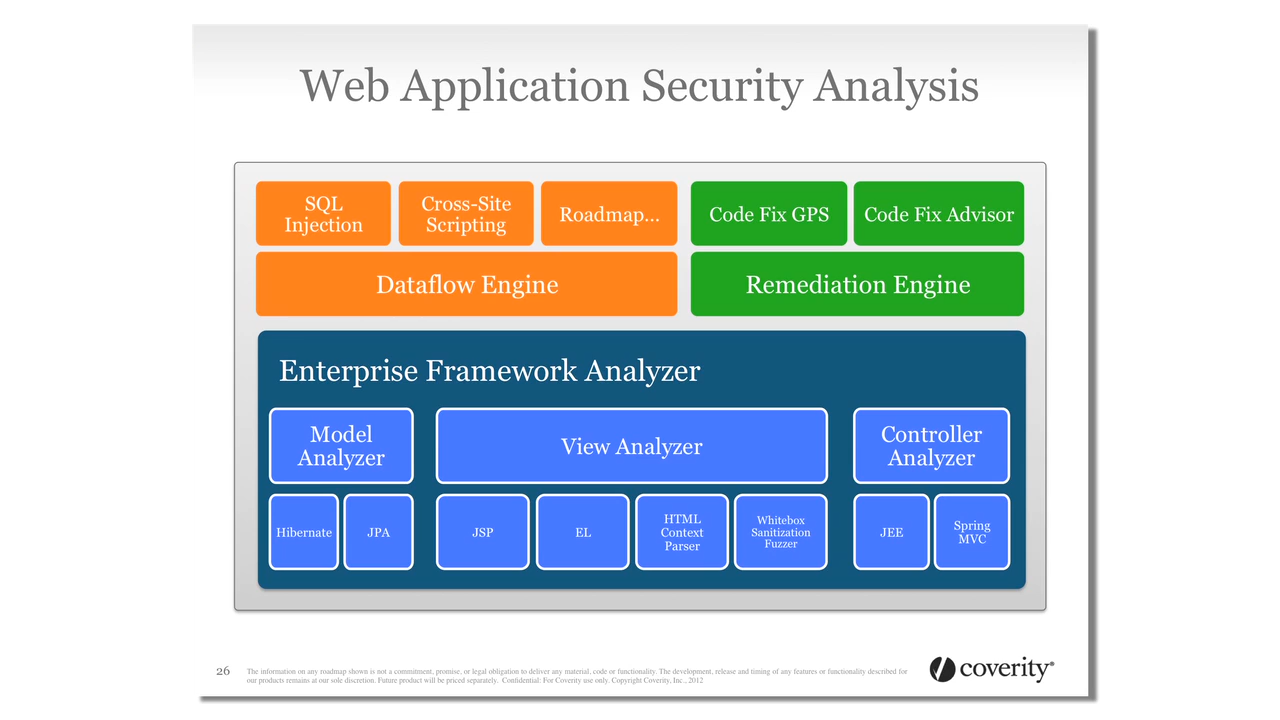 Web Application Security Analysis
SQL
Injection
Cross-Site
Scripting
Roadmap...
Code Fix GPS
Code Fix Advisor
Dataflow Engine
Remediation Engine
Enterprise Framework Analyzer
Model
Analyzer
View Analyzer
Controller
Analyzer
Hibernate
JPA
JSP
EL
HTML
Context
Parser
Whitebox
Sanitization
Fuzzer
JEE
Spring
MVC
26
The information on any roadmap shown is not a commitment, promise, or legal obligation to deliver any material, code or functionality. The development, release and timing of any features or functionality described for
our products remains at our sole discretion. Future product will be priced separately. Confidential: For Coverity use only. Copyright Coverity, Inc., 2012
coverity®